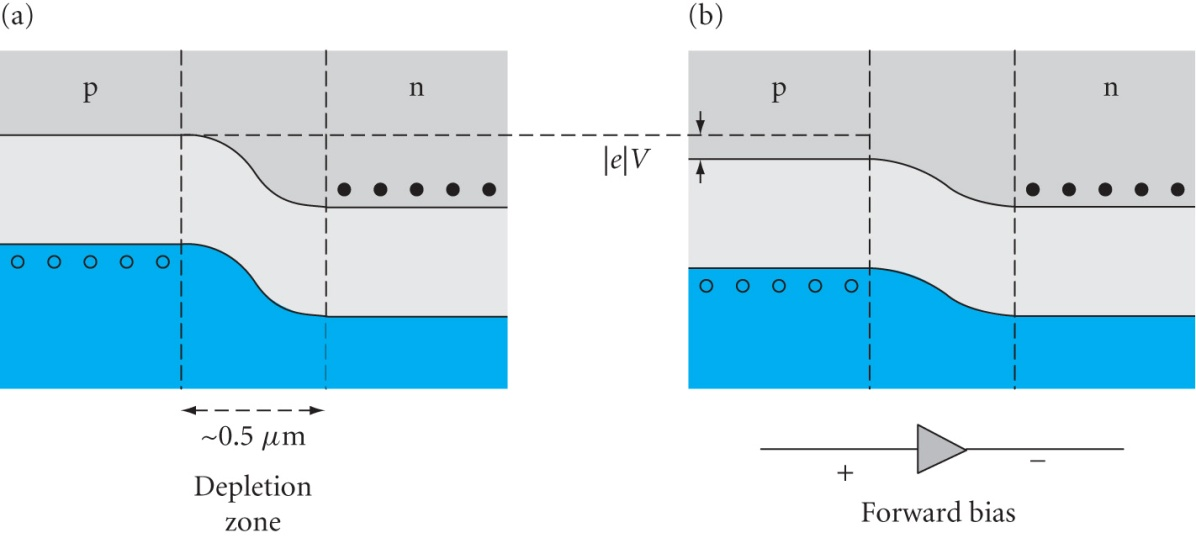 (a)
(b)
p
n
p
n
|e|V
~0.5 μm
Depletion
zone
+
−
Forward bias